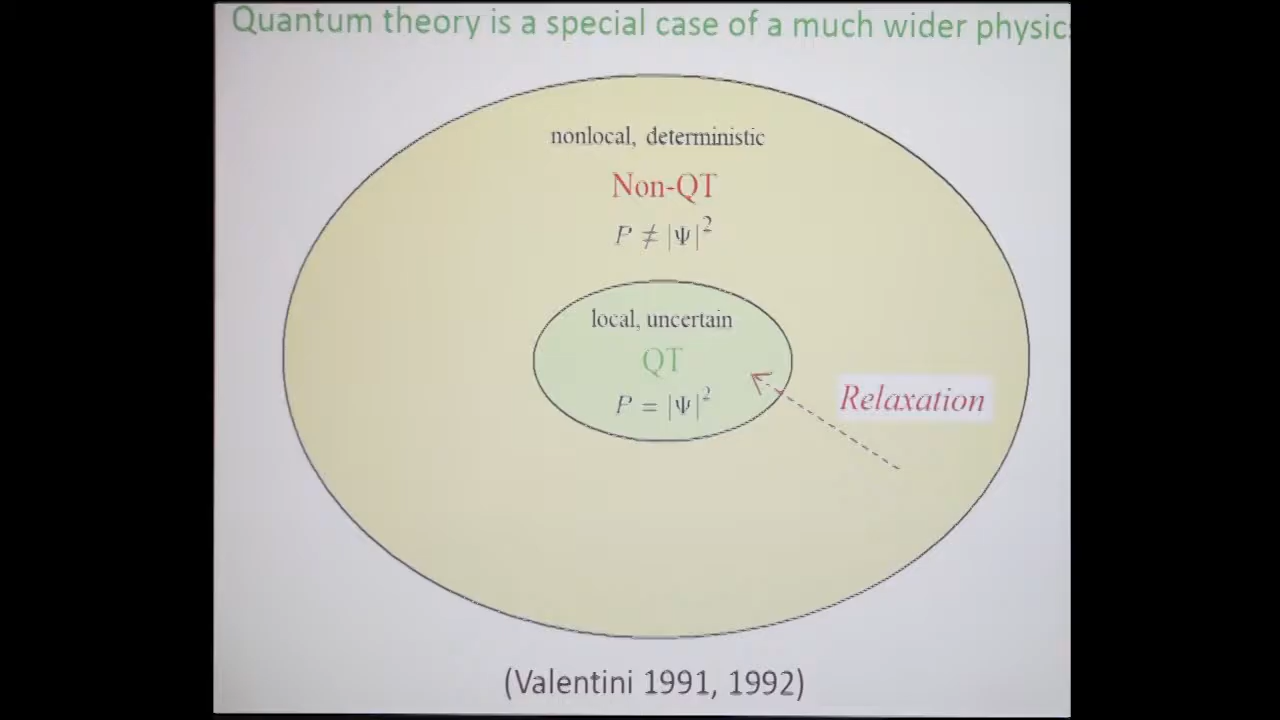 Quantum theory is a special case of a much wider physics
nonlocal, deterministic
Non-QT
P ≠ |Ψ|²
local, uncertain
QT
P = |Ψ|²
Relaxation
(Valentini 1991, 1992)